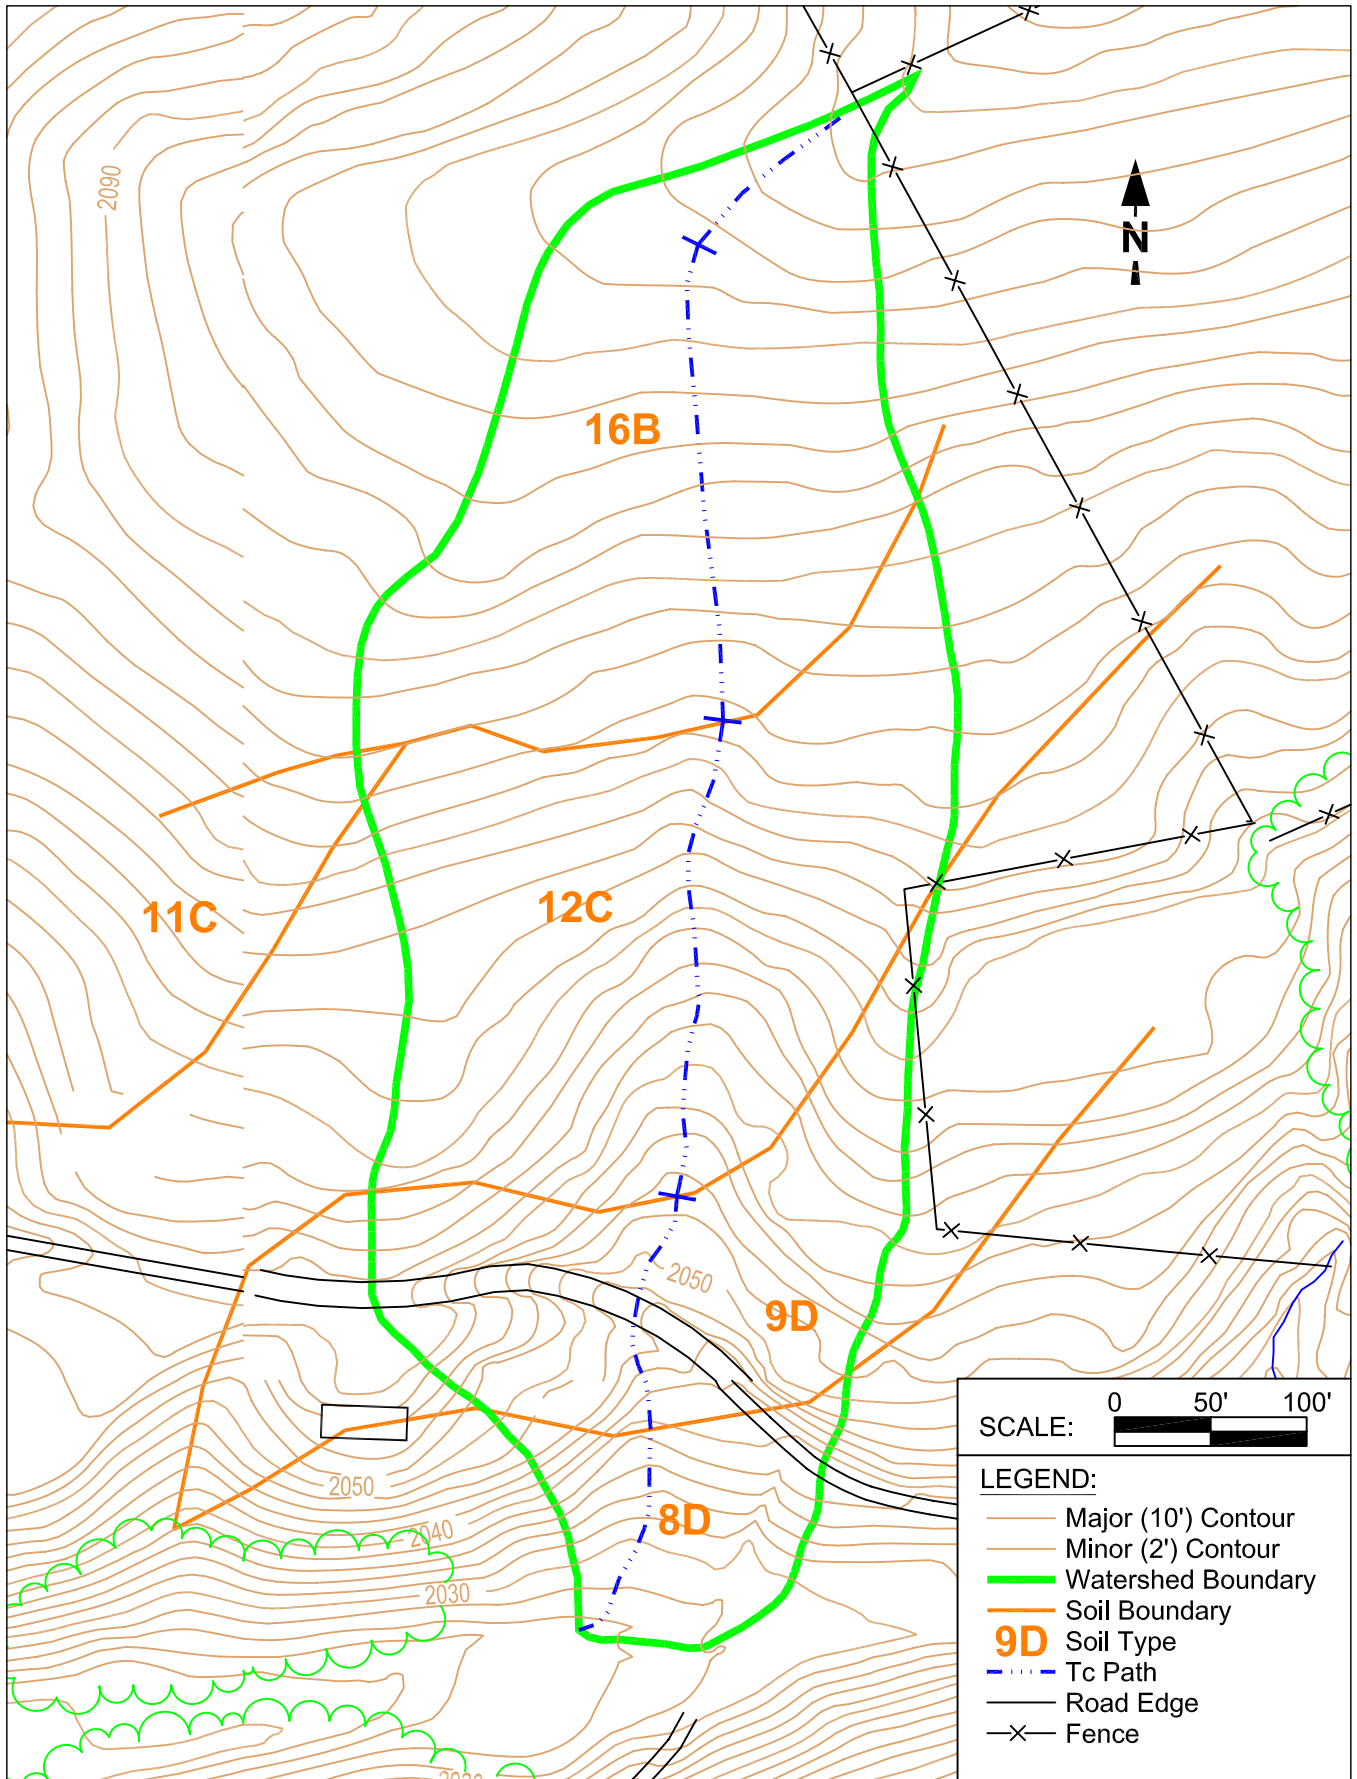 2090
N
16B
11C
12C
2050
9D
2050
8D
2040
2030
SCALE: 0 50' 100'
LEGEND:
Major (10') Contour
Minor (2') Contour
Watershed Boundary
Soil Boundary
9D Soil Type
Tc Path
Road Edge
Fence